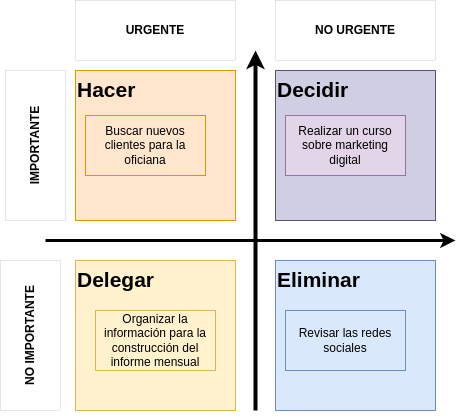 URGENTE
NO URGENTE
IMPORTANTE
Hacer
Buscar nuevos
clientes para la
oficiana
Decidir
Realizar un curso
sobre marketing
digital
NO IMPORTANTE
Delegar
Organizar la
información para la
construcción del
informe mensual
Eliminar
Revisar las redes
sociales